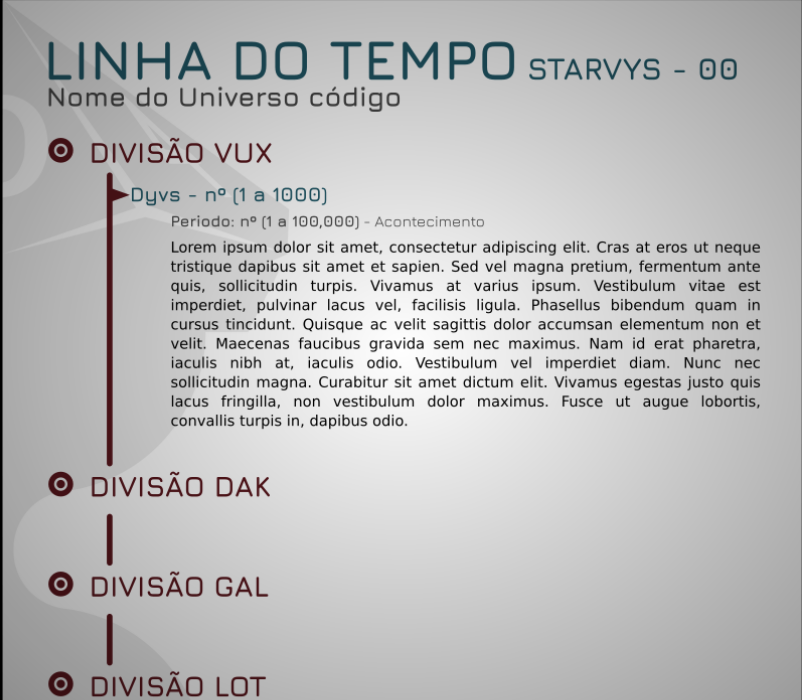 LINHA DO TEMPO STARVYS - 00
Nome do Universo código
DIVISÃO VUX
Dyvs - nº (1 a 1000)
Periodo: nº (1 a 100,000) - Acontecimento
Lorem ipsum dolor sit amet, consectetur adipiscing elit. Cras at eros ut neque
tristique dapibus sit amet et sapien. Sed vel magna pretium, fermentum ante
quis, sollicitudin turpis. Vivamus at varius ipsum. Vestibulum vitae est
imperdiet, pulvinar lacus vel, facilisis ligula. Phasellus bibendum quam in
cursus tincidunt. Quisque ac velit sagittis dolor accumsan elementum non et
velit. Maecenas faucibus gravida sem nec maximus. Nam id erat pharetra,
iaculis nibh at, iaculis odio. Vestibulum vel imperdiet diam. Nunc nec
sollicitudin magna. Curabitur sit amet dictum elit. Vivamus egestas justo quis
lacus fringilla, non vestibulum dolor maximus. Fusce ut augue lobortis,
convallis turpis in, dapibus odio.
DIVISÃO DAK
DIVISÃO GAL
DIVISÃO LOT